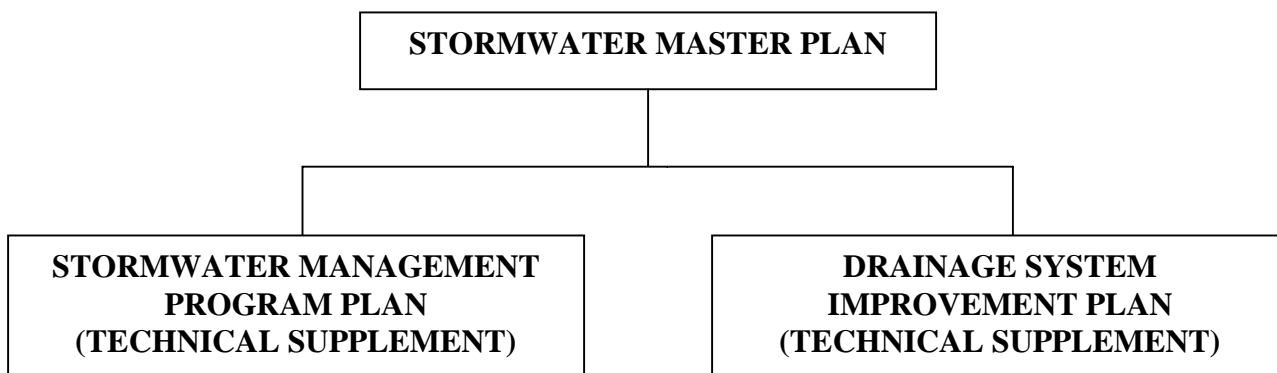 STORMWATER MASTER PLAN
STORMWATER MANAGEMENT
PROGRAM PLAN
(TECHNICAL SUPPLEMENT)
DRAINAGE SYSTEM
IMPROVEMENT PLAN
(TECHNICAL SUPPLEMENT)